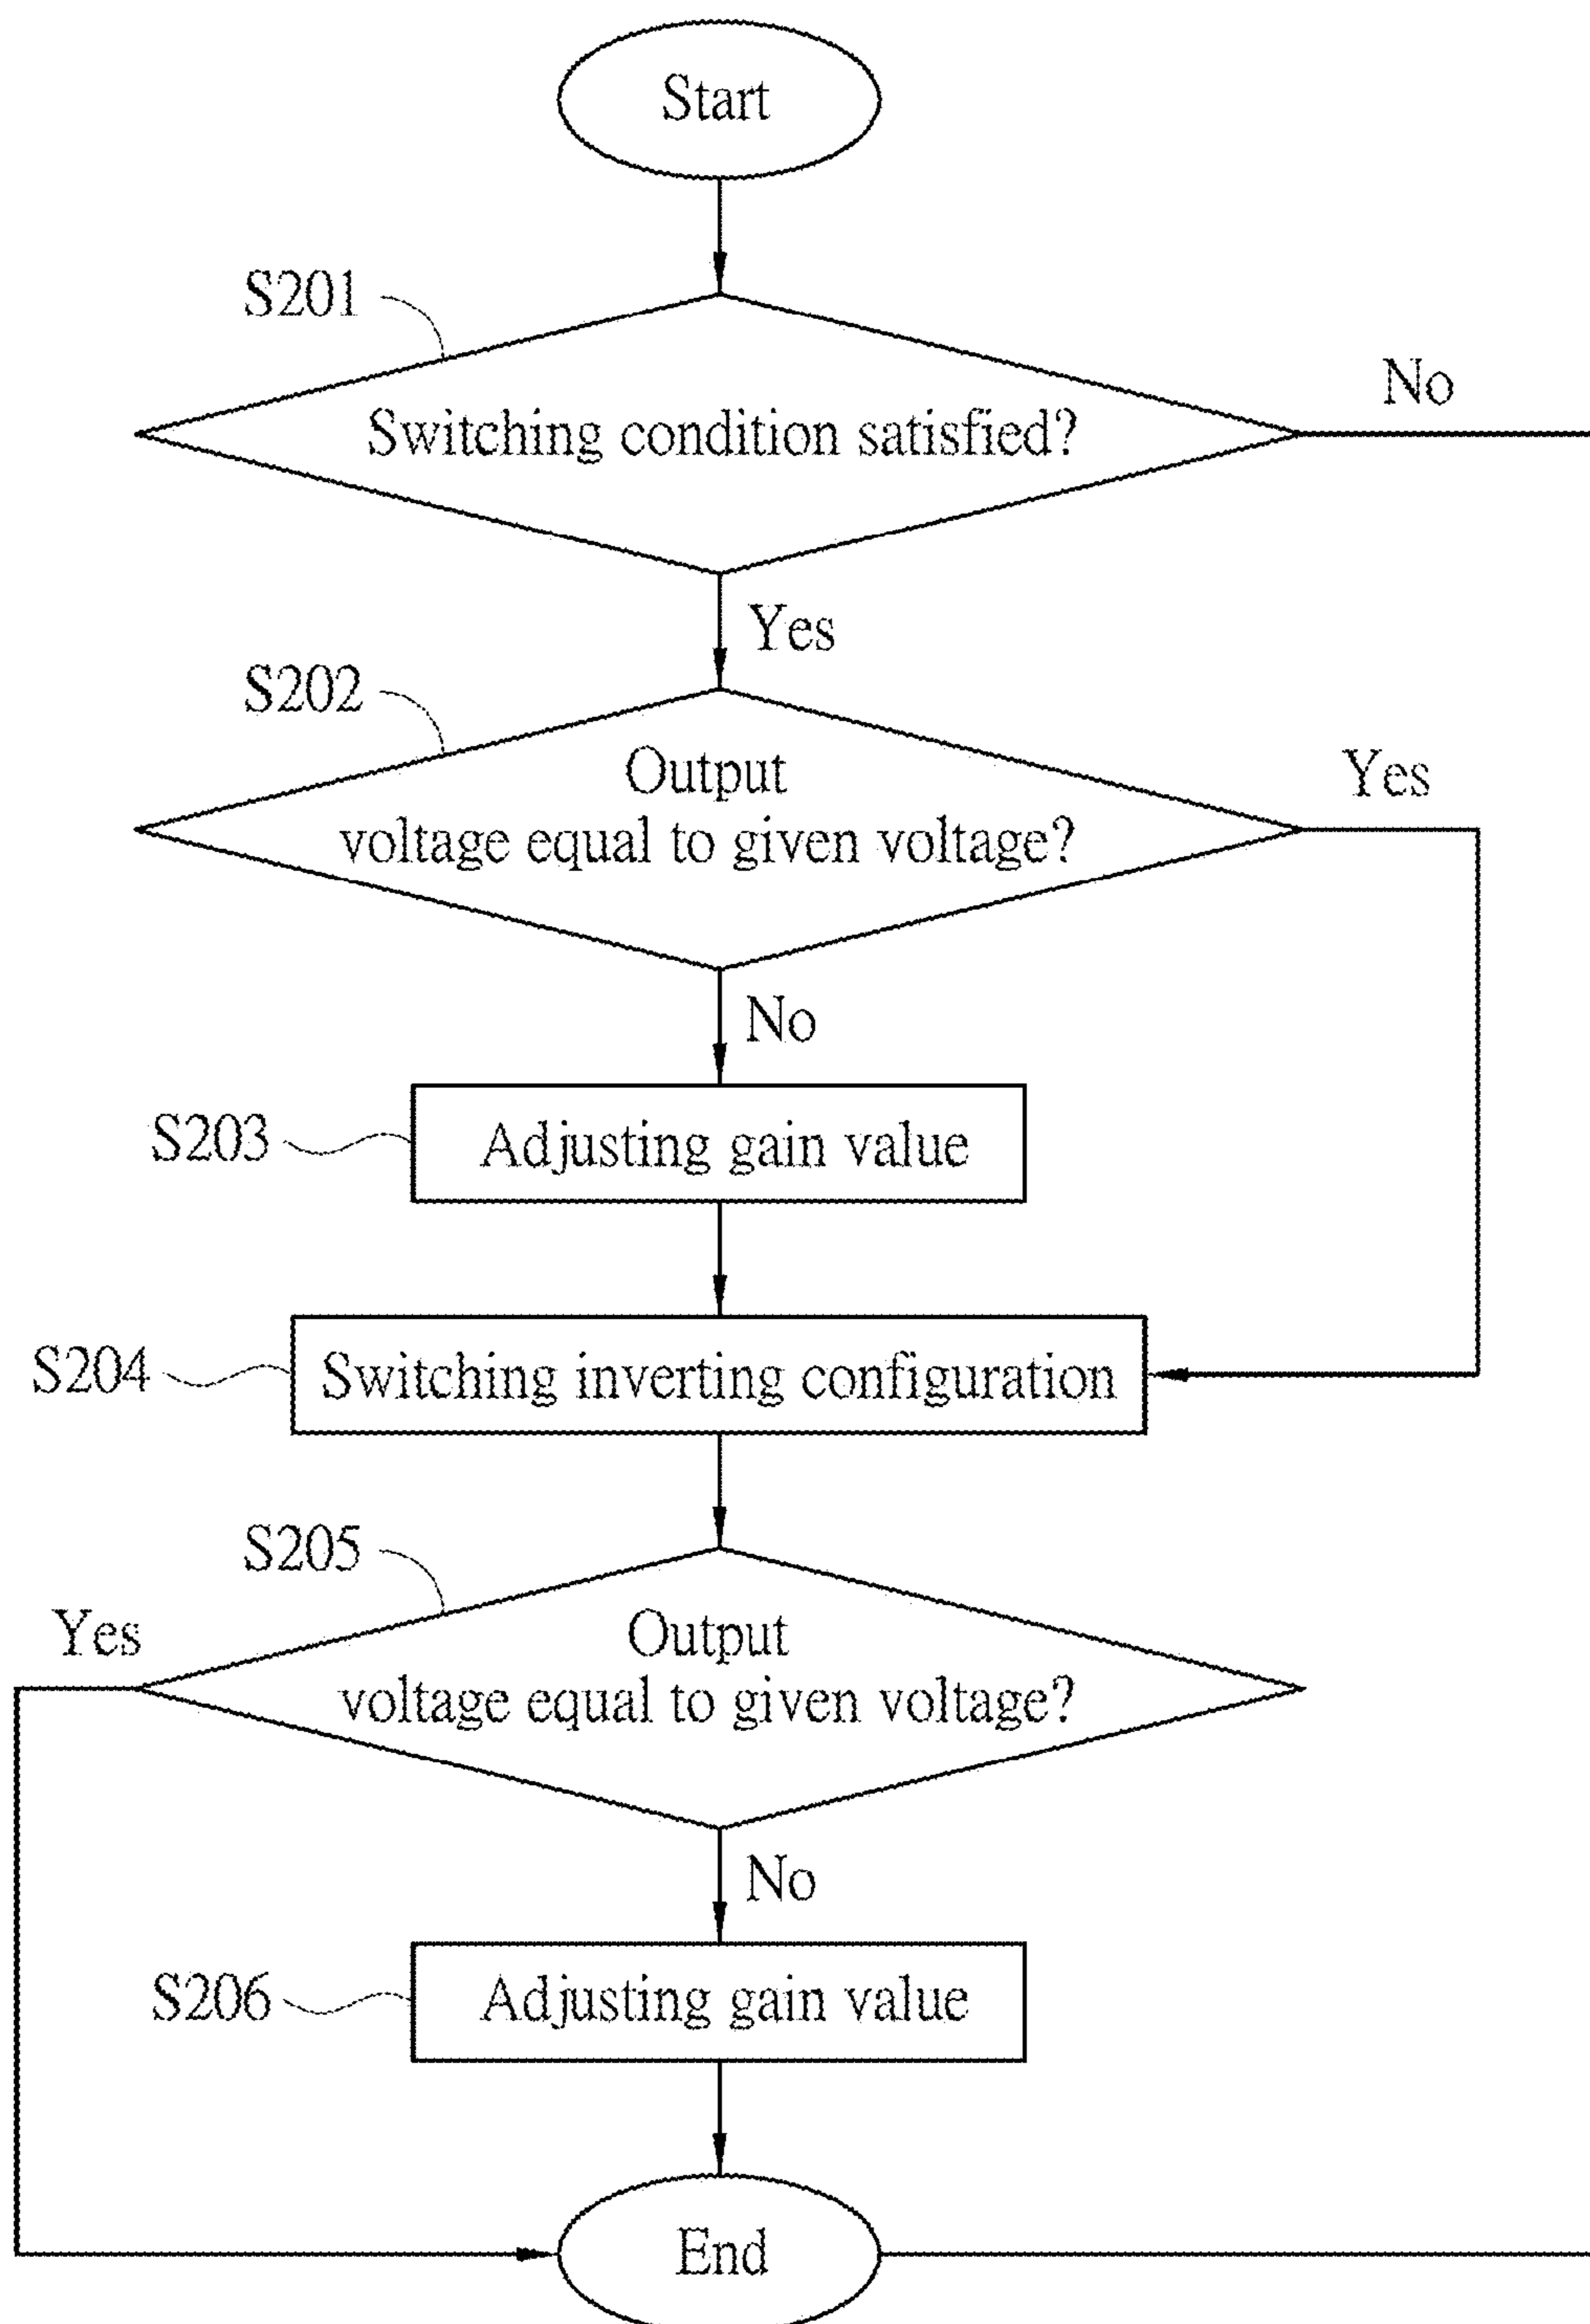 Start
S201
No
Switching condition satisfied?
Yes
S202
Output
Yes
voltage equal to given voltage?
No
S203
Adjusting gain value
S204
Switching inverting configuration
S205
Yes
Output
voltage equal to given voltage?
No
S206
Adjusting gain value
End